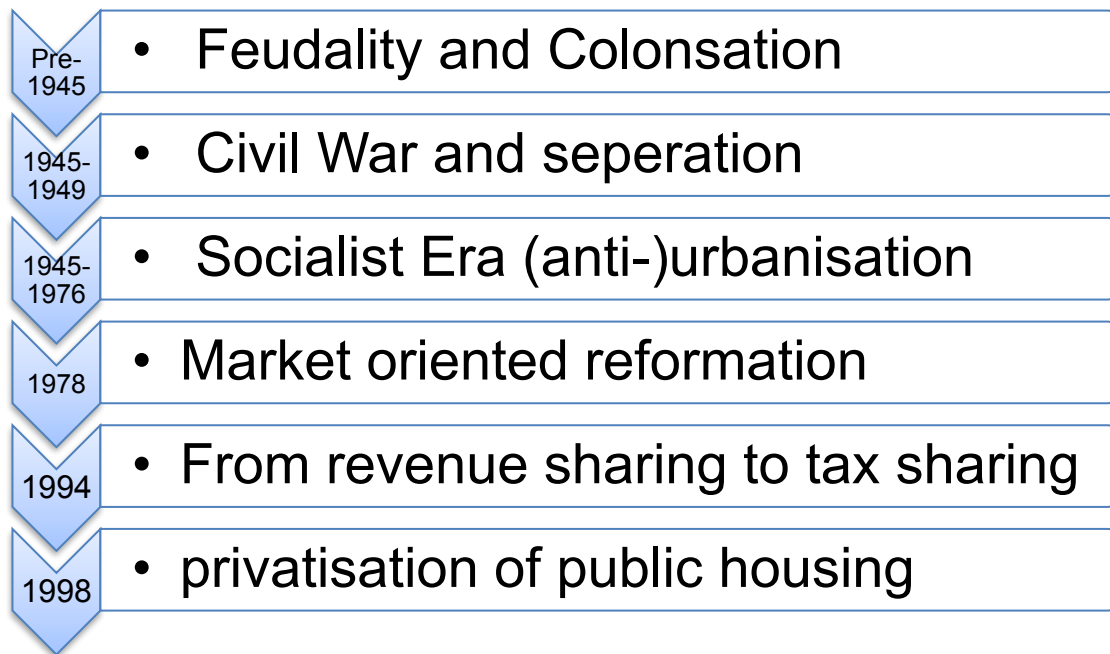 Pre-
1945
• Feudality and Colonsation
1945-
1949
• Civil War and seperation
1945-
1976
• Socialist Era (anti-)urbanisation
1978
• Market oriented reformation
1994
• From revenue sharing to tax sharing
1998
• privatisation of public housing